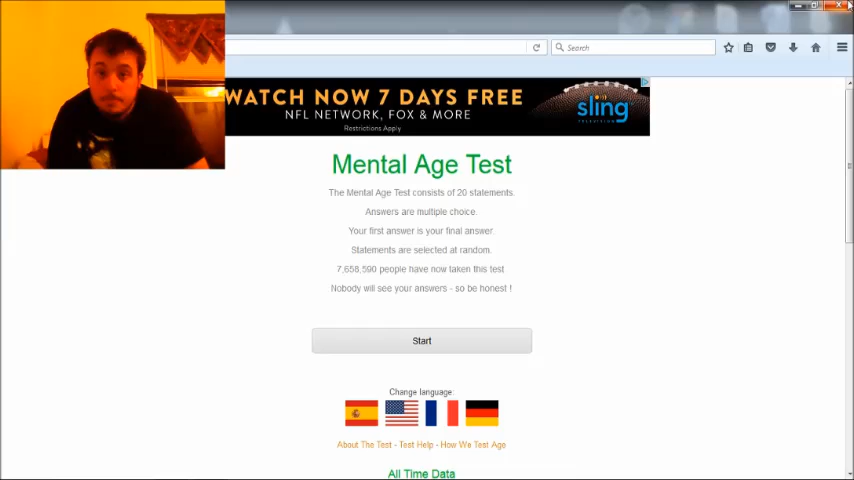 Search
WATCH NOW 7 DAYS FREE
NFL NETWORK, FOX & MORE
Restrictions Apply
sling
TELEVISION
Mental Age Test
The Mental Age Test consists of 20 statements.
Answers are multiple choice.
Your first answer is your final answer.
Statements are selected at random.
7,658,590 people have now taken this test
Nobody will see your answers - so be honest !
Start
Change language:
About The Test - Test Help - How We Test Age
All Time Data